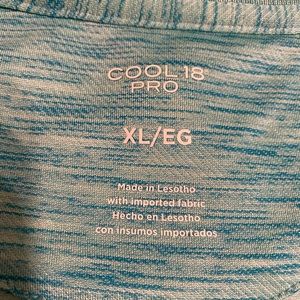 COOL 18
PRO
XL/EG
Made in Lesotho
with imported fabric
Hecho en Lesotho
con insumos importados